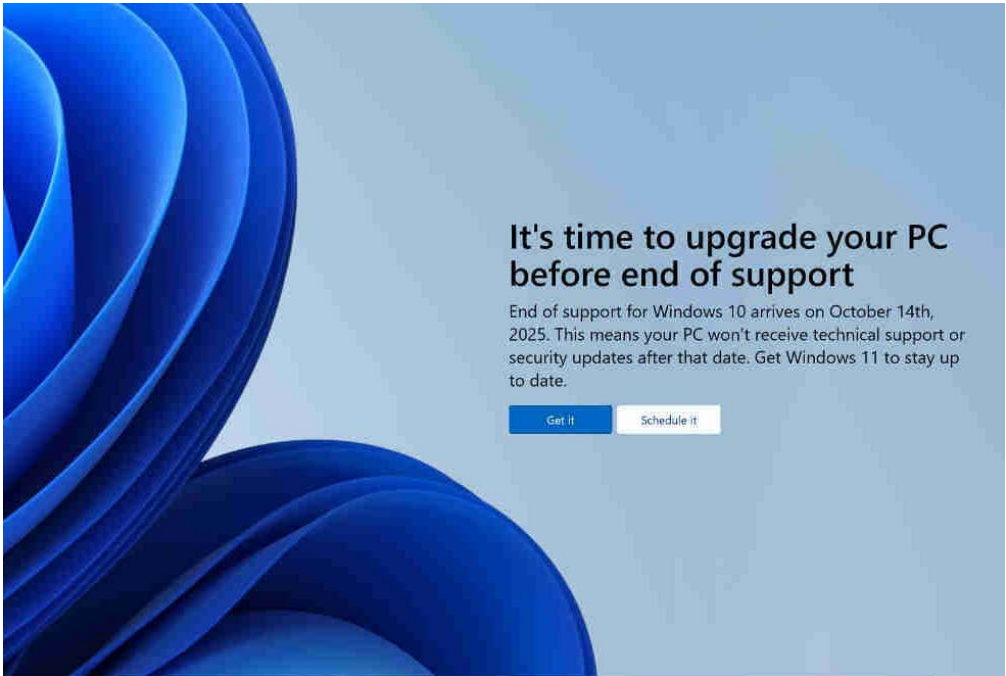 It's time to upgrade your PC
before end of support
End of support for Windows 10 arrives on October 14th,
2025. This means your PC won't receive technical support or
security updates after that date. Get Windows 11 to stay up
to date.
Get it
Schedule it